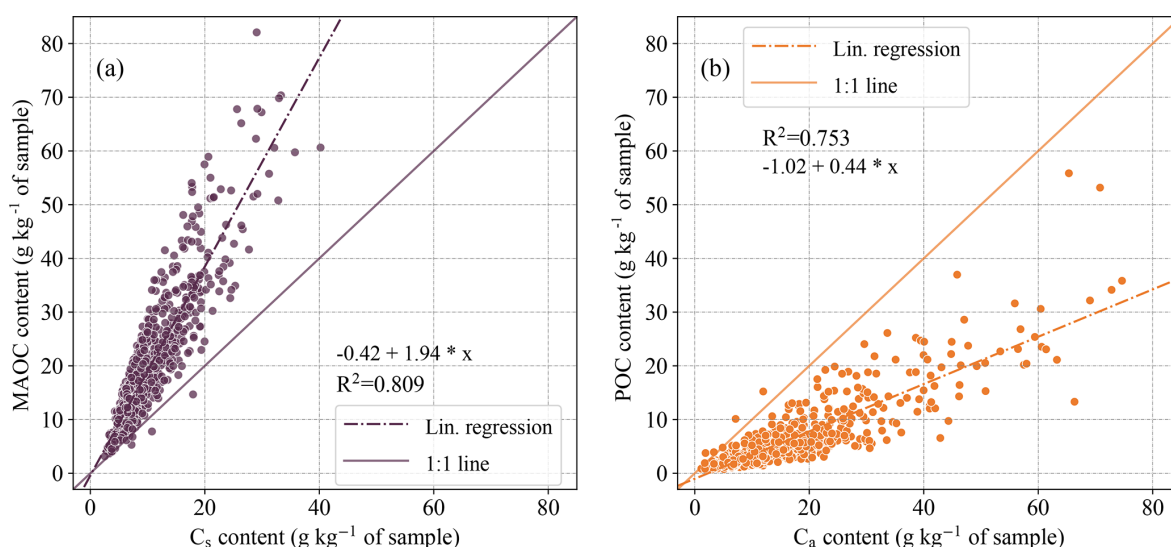 (a)
MAOC content (g kg⁻¹ of sample)
80
70
60
50
40
30
20
10
0
-0.42 + 1.94 * x
R²=0.809
Lin. regression
1:1 line
0 20 40 60 80
Cₛ content (g kg⁻¹ of sample)
(b)
Lin. regression
1:1 line
R²=0.753
-1.02 + 0.44 * x
POC content (g kg⁻¹ of sample)
80
70
60
50
40
30
20
10
0
0 20 40 60 80
Cₐ content (g kg⁻¹ of sample)